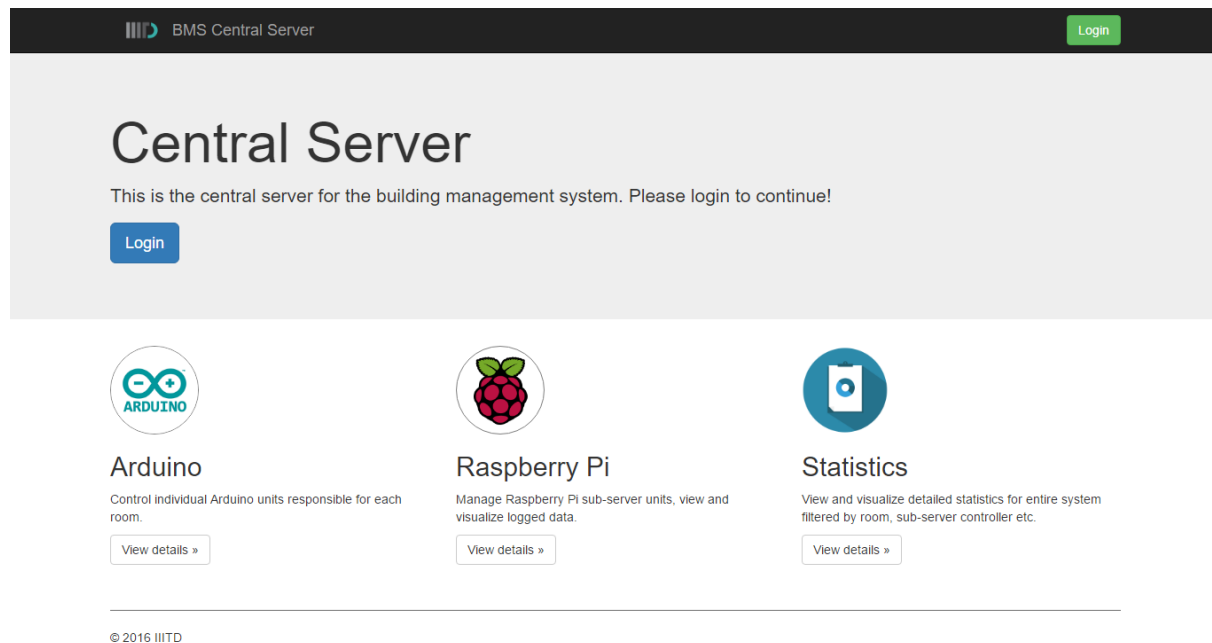 IIIID BMS Central Server Login
Central Server
This is the central server for the building management system. Please login to continue!
Login
ARDUINO
Arduino
Control individual Arduino units responsible for each
room.
View details »
Raspberry Pi
Manage Raspberry Pi sub-server units, view and
visualize logged data.
View details »
Statistics
View and visualize detailed statistics for entire system
filtered by room, sub-server controller etc.
View details »
© 2016 IIITD